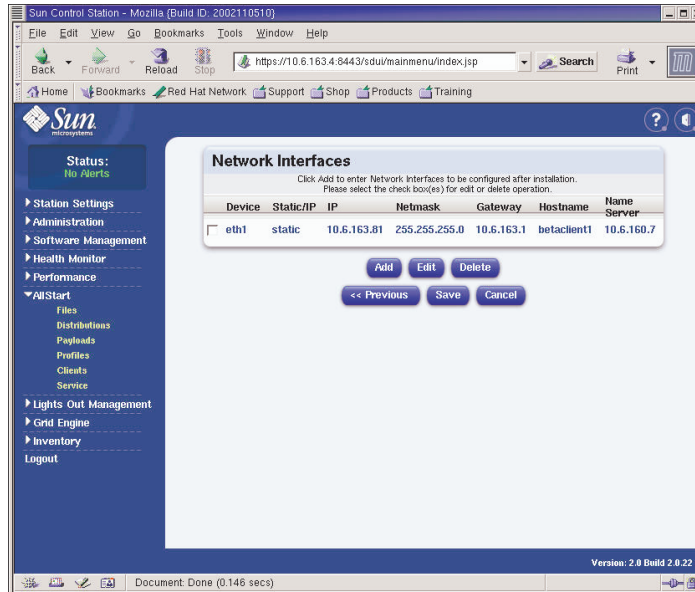 Sun Control Station - Mozilla {Build ID: 2002110510}
File Edit View Go Bookmarks Tools Window Help
Back Forward Reload Stop https://10.6.163.4:8443/sdui/mainmenu/index.jsp Search Print
Home Bookmarks Red Hat Network Support Shop Products Training
Sun
microsystems
?
Status:
No Alerts
Station Settings
Administration
Software Management
Health Monitor
Performance
AllStart
Files
Distributions
Payloads
Profiles
Clients
Service
Lights Out Management
Grid Engine
Inventory
Logout
Network Interfaces
Click Add to enter Network Interfaces to be configured after installation.
Please select the check box(es) for edit or delete operation.
Device Static/IP IP Netmask Gateway Hostname Name Server
eth1 static 10.6.163.81 255.255.255.0 10.6.163.1 betaclient1 10.6.160.7
Add Edit Delete
<< Previous Save Cancel
Version: 2.0 Build 2.0.22
Document: Done (0.146 secs)